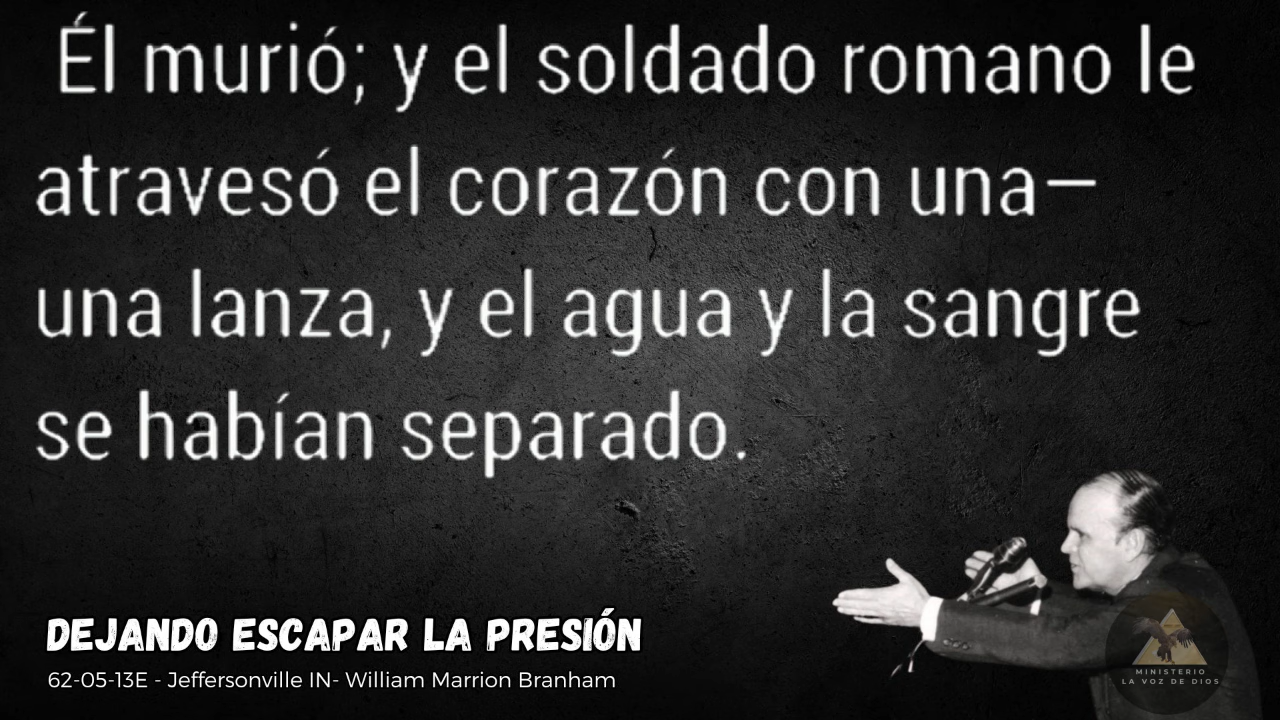 Él murió; y el soldado romano le
atravesó el corazón con una—
una lanza, y el agua y la sangre
se habían separado.
DEJANDO ESCAPAR LA PRESIÓN
62-05-13E - Jeffersonville IN- William Marrion Branham
MINISTERIO
LA VOZ DE DIOS